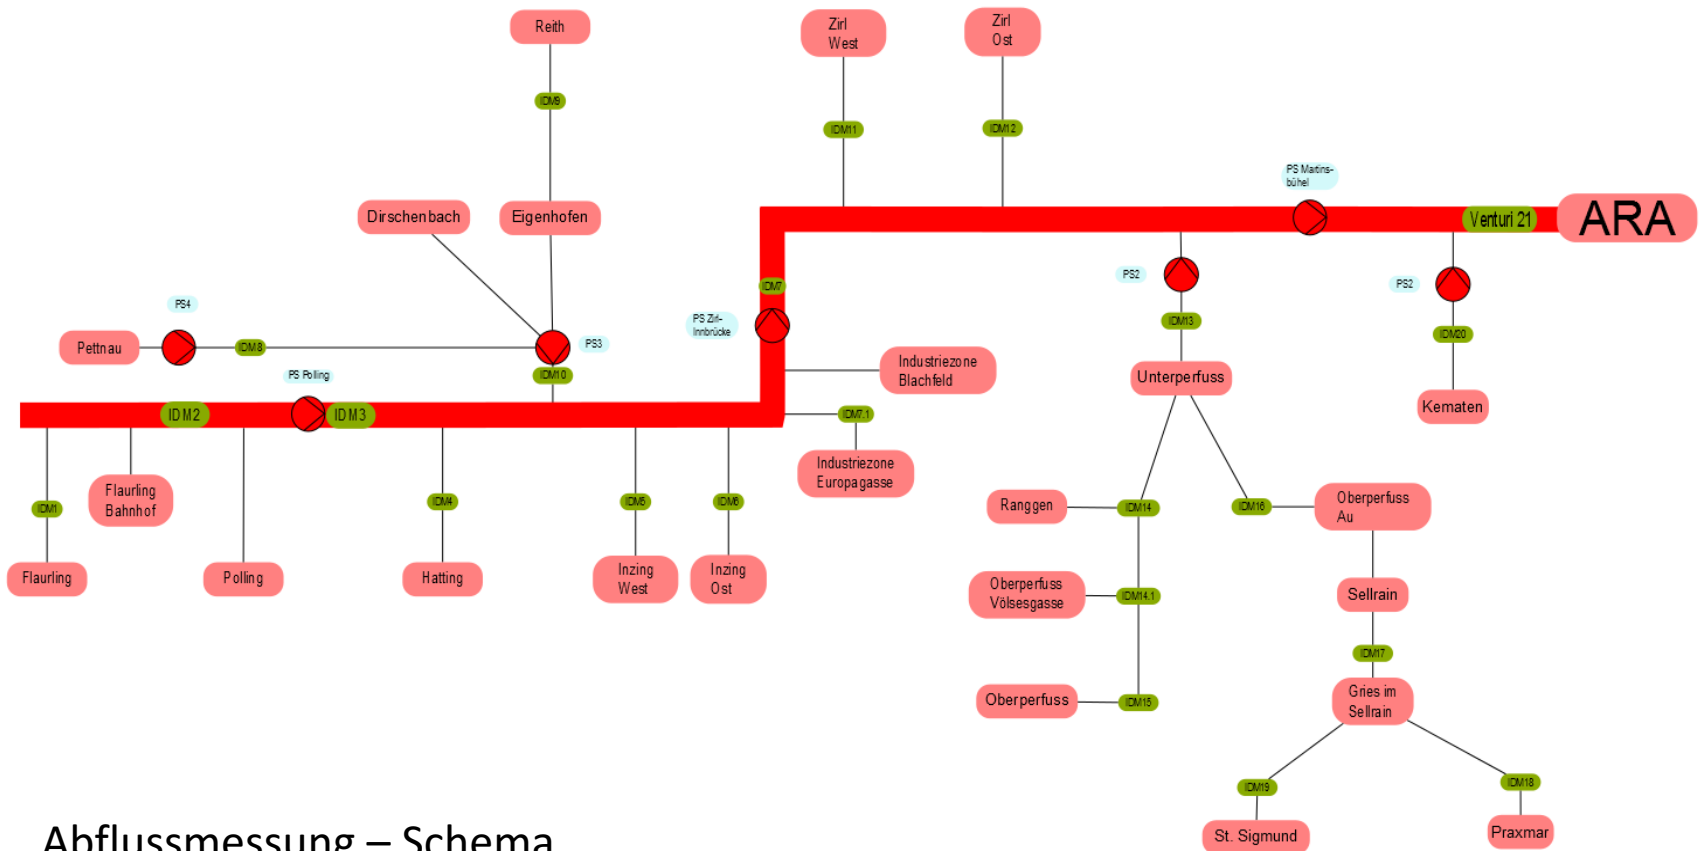 Reith
Zirl
West
Zirl
Ost
IDM9
IDM11
IDM12
PS Martins-
bühel
Dirschenbach
Eigenhofen
Venturi 21
ARA
PS2
PS2
IDM7
PS4
PS Zirl-
Innbrücke
IDM13
IDM20
Pettnau
IDM8
PS3
PS Polling
IDM10
Industriezone
Blachfeld
Unterperfuss
Kematen
IDM2
IDM3
IDM7.1
Industriezone
Europagasse
Flaurling
Bahnhof
IDM1
IDM4
IDM5
IDM6
Ranggen
IDM14
IDM16
Oberperfuss
Au
Flaurling
Polling
Hatting
Inzing
West
Inzing
Ost
Oberperfuss
Völsesgasse
IDM14.1
Sellrain
IDM17
Oberperfuss
IDM15
Gries im
Sellrain
IDM19
IDM18
St. Sigmund
Praxmar
Abflussmessung – Schema